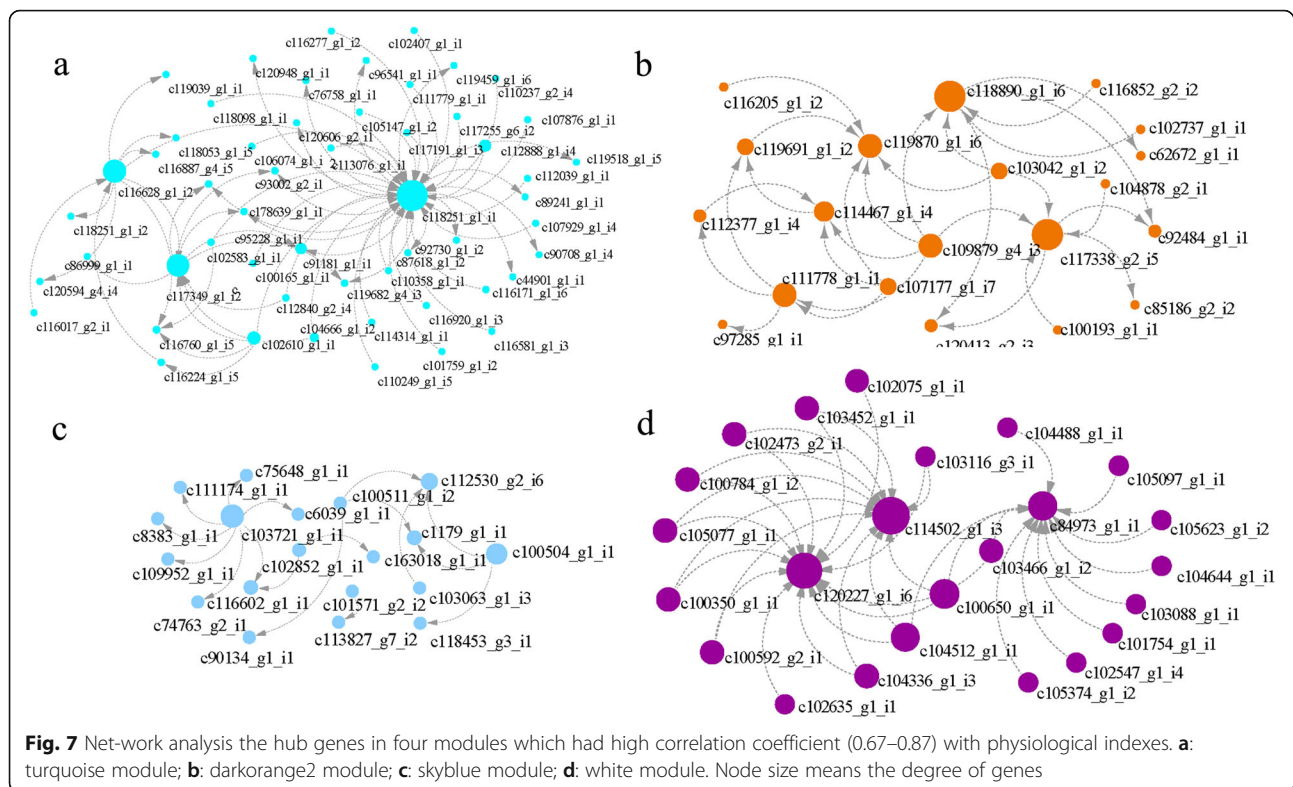 a
c116277_g1_i2
c102407_g1_i1
c120948_g1_i1
c96541_g1_i1
c119459_g1_i6
c119039_g1_i1
c76758_g1_i1
c111779_g1_i1
c110237_g2_i4
c118098_g1_i1
c105147_g1_i2
c107876_g1_i1
c120606_g2_i1
c117255_g6_i2
c118053_g1_i5
c106074_g1_i2
c117191_g1_i3
c112888_g1_i4
c116887_g4_i5
c113076_g1_i1
c119518_g1_i5
c116628_g1_i2
c93002_g2_i1
c112039_g1_i1
c178639_g1_i1
c118251_g1_i1
c89241_g1_i1
c118251_g1_i2
c95228_g1_i1
c107929_g1_i4
c86999_g1_i1
c102583_g1_i1
c91181_g1_i1
c92730_g1_i2
c90708_g1_i4
c120594_g4_i4
c117349_g1_i2
c100165_g1_i1
c87618_g1_i2
c119682_g4_i3
c110358_g1_i1
c44901_g1_i1
c116017_g2_i1
c112840_g2_i4
c116171_g1_i6
c116760_g1_i5
c102610_g1_i1
c104666_g1_i2
c114314_g1_i1
c116920_g1_i3
c116581_g1_i3
c116224_g1_i5
c101759_g1_i2
c110249_g1_i5
b
c116205_g1_i2
c118890_g1_i6
c116852_g2_i2
c102737_g1_i1
c119691_g1_i2
c119870_g1_i6
c62672_g1_i1
c103042_g1_i2
c104878_g2_i1
c112377_g1_i4
c114467_g1_i4
c92484_g1_i1
c109879_g4_i3
c117338_g2_i5
c111778_g1_i1
c107177_g1_i7
c85186_g2_i2
c97285_g1_i1
c120413_g2_i3
c100193_g1_i1
c
c75648_g1_i1
c112530_g2_i6
c111174_g1_i1
c100511_g1_i2
c6039_g1_i1
c8383_g1_i1
c103721_g1_i1
c1179_g1_i1
c100504_g1_i1
c109952_g1_i1
c102852_g1_i1
c163018_g1_i1
c116602_g1_i1
c101571_g2_i2
c103063_g1_i3
c74763_g2_i1
c113827_g7_i2
c118453_g3_i1
c90134_g1_i1
d
c102075_g1_i1
c103452_g1_i1
c104488_g1_i1
c102473_g2_i1
c103116_g3_i1
c105097_g1_i1
c100784_g1_i2
c114502_g1_i3
c84973_g1_i1
c105623_g1_i2
c105077_g1_i1
c103466_g1_i2
c104644_g1_i1
c120227_g1_i6
c100350_g1_i1
c100650_g1_i1
c103088_g1_i1
c101754_g1_i1
c100592_g2_i1
c104512_g1_i1
c102547_g1_i4
c104336_g1_i3
c105374_g1_i2
c102635_g1_i1
Fig. 7 Net-work analysis the hub genes in four modules which had high correlation coefficient (0.67–0.87) with physiological indexes. a:
turquoise module; b: darkorange2 module; c: skyblue module; d: white module. Node size means the degree of genes